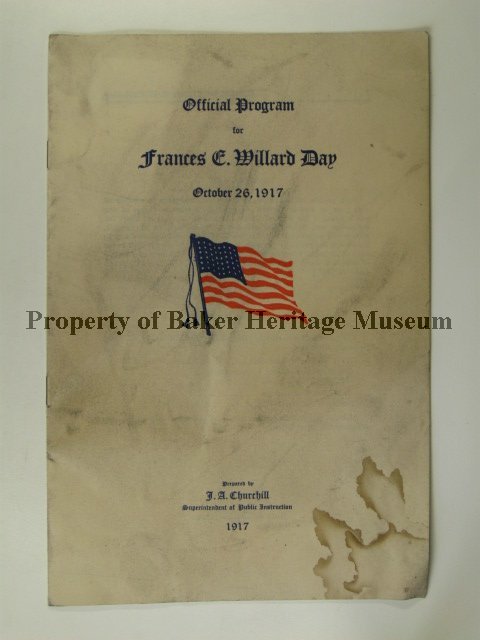 Official Program
for
Frances E. Willard Day
October 26, 1917
Property of Baker Heritage Museum
Prepared by
J. A. Churchill
Superintendent of Public Instruction
1917